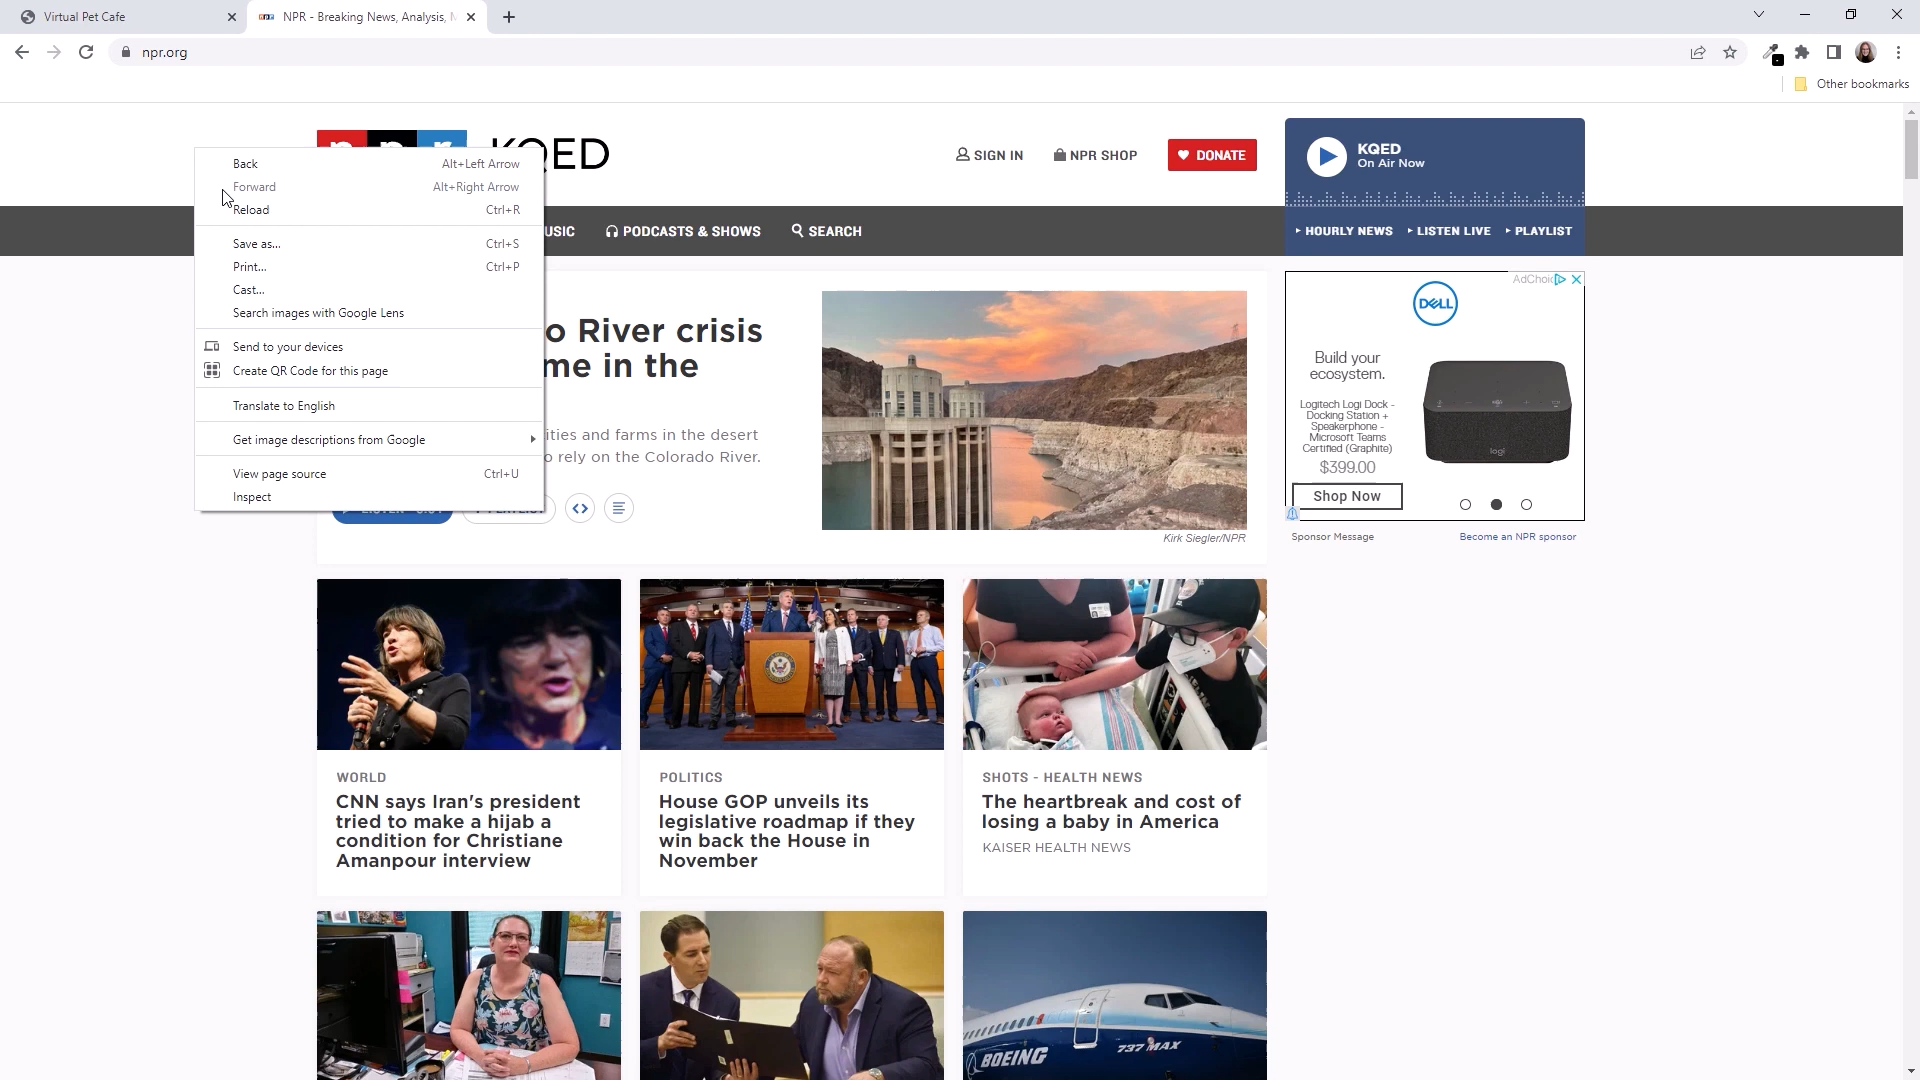 Virtual Pet Cafe
NPR - Breaking News, Analysis, M
npr.org
Other bookmarks
npr KQED
SIGN IN
NPR SHOP
DONATE
KQED
On Air Now
USIC
PODCASTS & SHOWS
SEARCH
HOURLY NEWS
LISTEN LIVE
PLAYLIST
Back Alt+Left Arrow
Forward Alt+Right Arrow
Reload Ctrl+R
Save as... Ctrl+S
Print... Ctrl+P
Cast...
Search images with Google Lens
Send to your devices
Create QR Code for this page
Translate to English
Get image descriptions from Google
View page source Ctrl+U
Inspect
o River crisis
me in the
ities and farms in the desert
o rely on the Colorado River.
Kirk Siegler/NPR
AdChoic
DELL
Build your
ecosystem.
Logitech Logi Dock -
Docking Station +
Speakerphone -
Microsoft Teams
Certified (Graphite)
$399.00
Shop Now
logi
Sponsor Message
Become an NPR sponsor
WORLD
CNN says Iran's president
tried to make a hijab a
condition for Christiane
Amanpour interview
POLITICS
House GOP unveils its
legislative roadmap if they
win back the House in
November
SHOTS - HEALTH NEWS
The heartbreak and cost of
losing a baby in America
KAISER HEALTH NEWS
BOEING
737 MAX